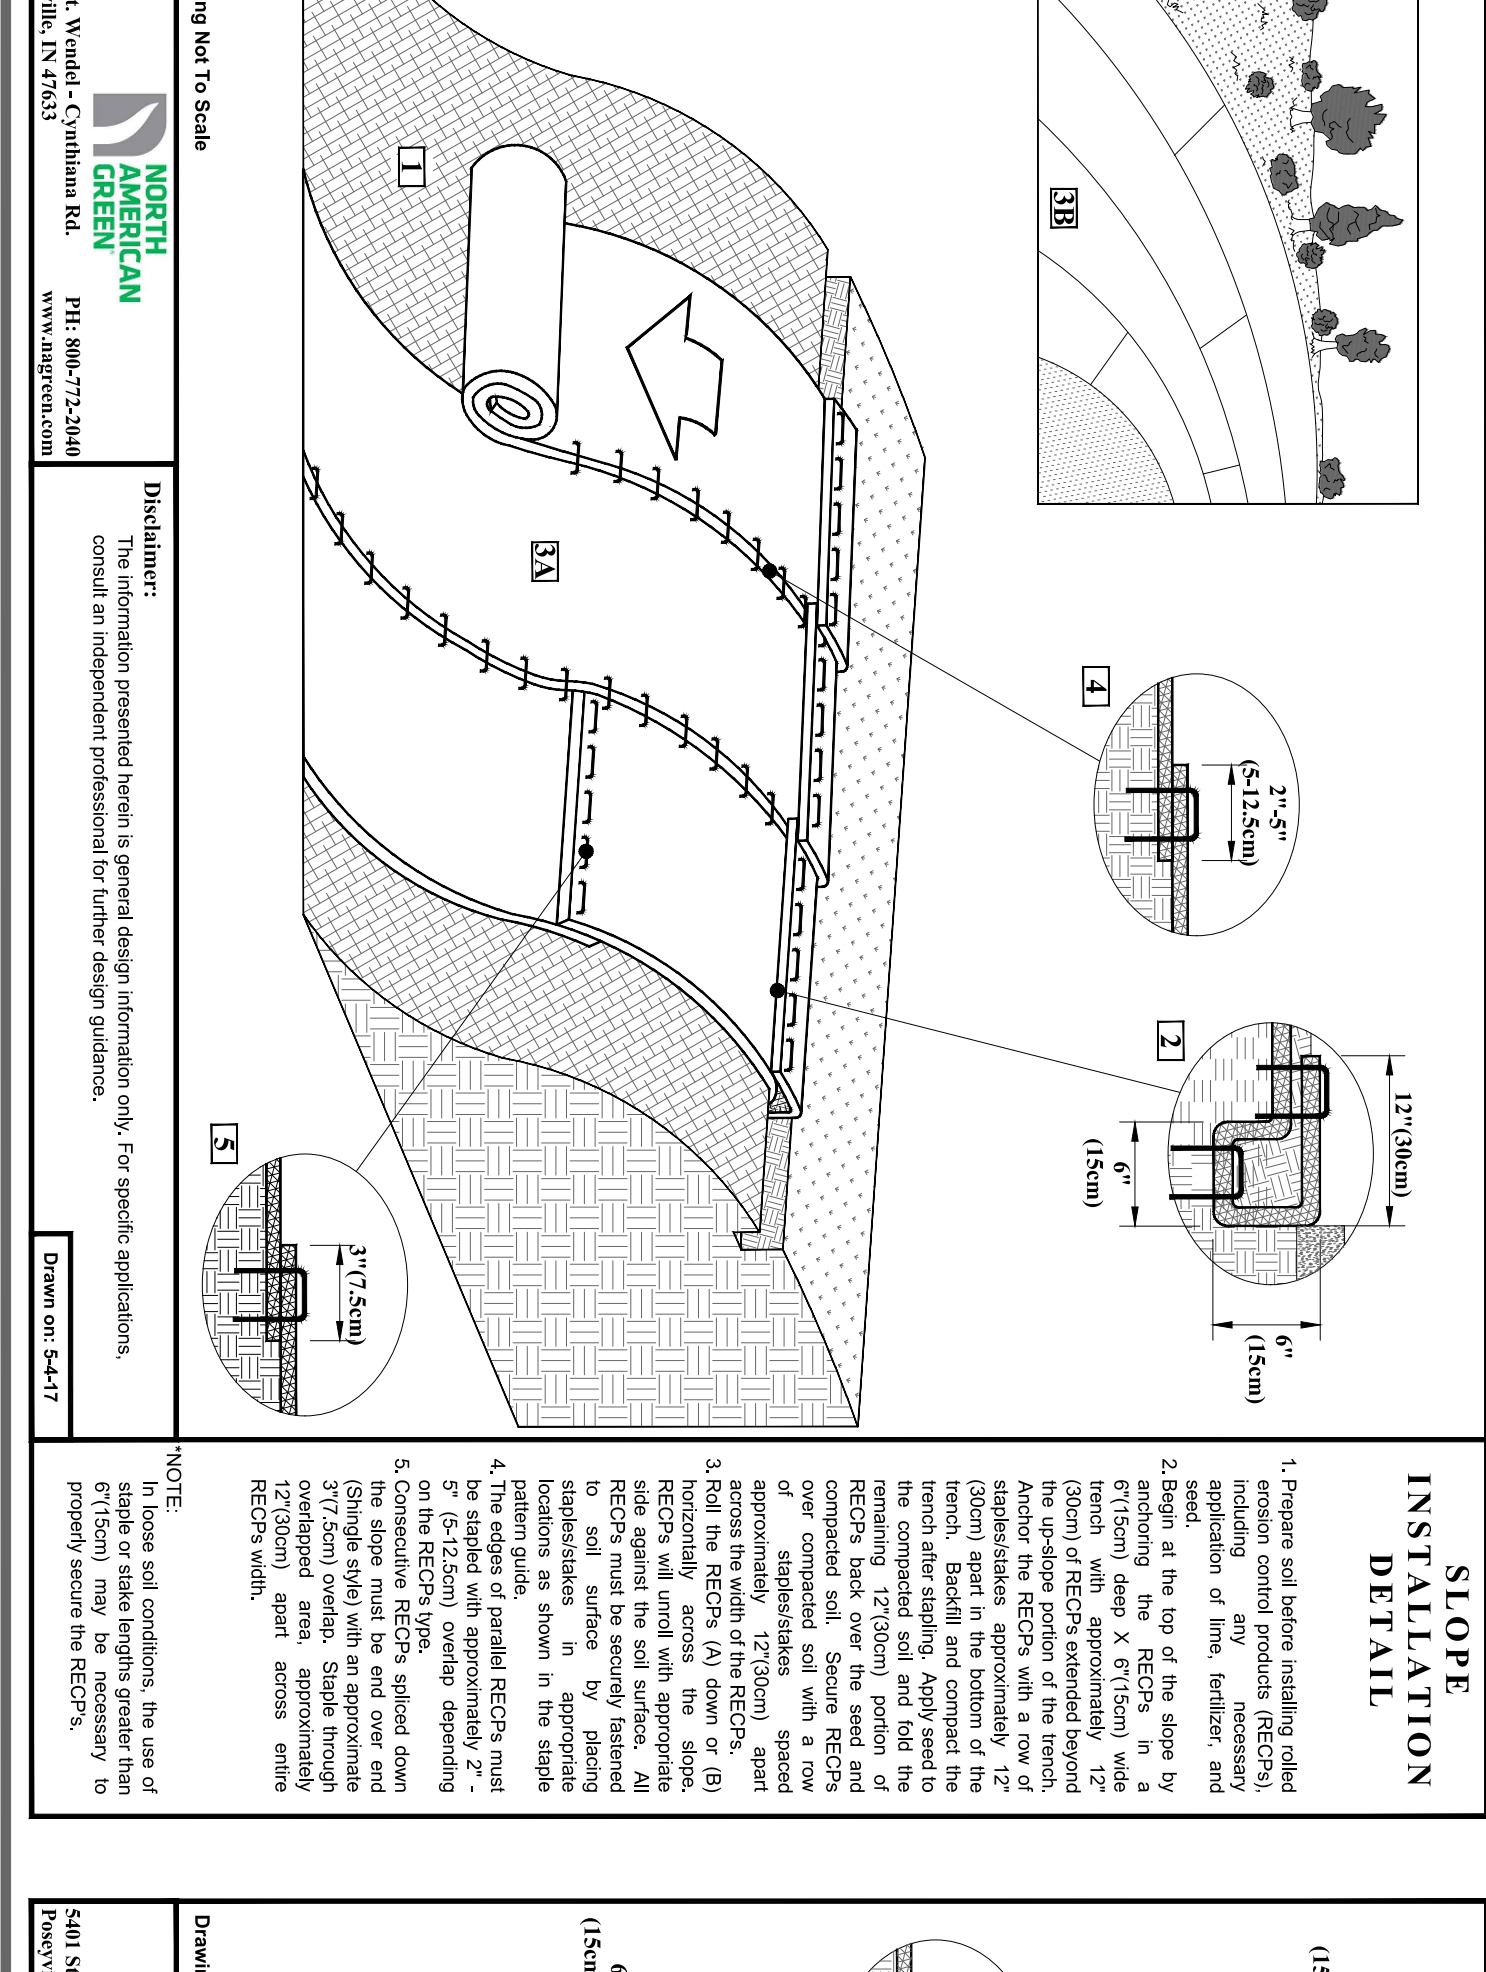 3B
4
2"-5"
(5-12.5cm)
2
12"(30cm)
6"
(15cm)
6"
(15cm)
1
3A
5
3"(7.5cm)
ng Not To Scale
NORTH
AMERICAN
GREEN
t. Wendel - Cynthiana Rd.
ville, IN 47633
PH: 800-772-2040
www.nagreen.com
Disclaimer:
The information presented herein is general design information only. For specific applications,
consult an independent professional for further design guidance.
Drawn on: 5-4-17
SLOPE
INSTALLATION
DETAIL
1. Prepare soil before installing rolled
erosion control products (RECPs),
including any necessary
application of lime, fertilizer, and
seed.
2. Begin at the top of the slope by
anchoring the RECPs in a
6"(15cm) deep X 6"(15cm) wide
trench with approximately 12"
(30cm) of RECPs extended beyond
the up-slope portion of the trench.
Anchor the RECPs with a row of
staples/stakes approximately 12"
(30cm) apart in the bottom of the
trench. Backfill and compact the
trench after stapling. Apply seed to
the compacted soil and fold the
remaining 12"(30cm) portion of
RECPs back over the seed and
compacted soil. Secure RECPs
over compacted soil with a row
of staples/stakes spaced
approximately 12"(30cm) apart
across the width of the RECPs.
3. Roll the RECPs (A) down or (B)
horizontally across the slope.
RECPs will unroll with appropriate
side against the soil surface. All
RECPs must be securely fastened
to soil surface by placing
staples/stakes in appropriate
locations as shown in the staple
pattern guide.
4. The edges of parallel RECPs must
be stapled with approximately 2" -
5" (5-12.5cm) overlap depending
on the RECPs type.
5. Consecutive RECPs spliced down
the slope must be end over end
(Shingle style) with an approximate
3"(7.5cm) overlap. Staple through
overlapped area, approximately
12"(30cm) apart across entire
RECPs width.
*NOTE:
In loose soil conditions, the use of
staple or stake lengths greater than
6"(15cm) may be necessary to
properly secure the RECP's.
(15cm
6
Drawi
5401 St
Poseyv